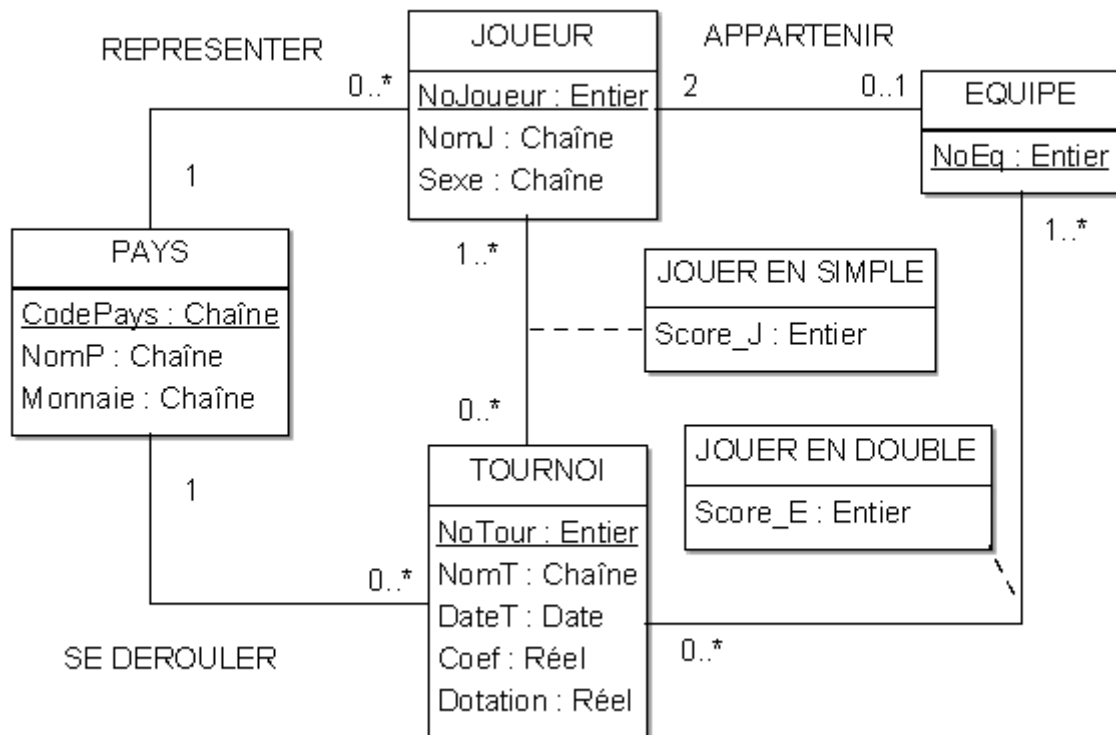 REPRESENTER
JOUEUR
APPARTENIR
0..*
NoJoueur : Entier
NomJ : Chaîne
Sexe : Chaîne
2
0..1
EQUIPE
NoEq : Entier
1
PAYS
CodePays : Chaîne
NomP : Chaîne
Monnaie : Chaîne
1..*
JOUER EN SIMPLE
Score_J : Entier
1..*
0..*
JOUER EN DOUBLE
Score_E : Entier
1
TOURNOI
NoTour : Entier
NomT : Chaîne
DateT : Date
Coef : Réel
Dotation : Réel
0..*
0..*
SE DEROULER